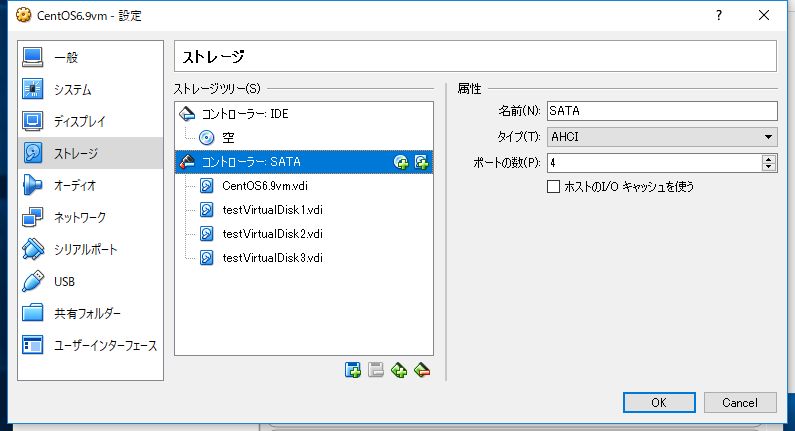 CentOS6.9vm - 設定
?
一般
システム
ディスプレイ
ストレージ
オーディオ
ネットワーク
シリアルポート
USB
共有フォルダー
ユーザーインターフェース
ストレージ
ストレージツリー(S)
コントローラー: IDE
空
コントローラー: SATA
CentOS6.9vm.vdi
testVirtualDisk1.vdi
testVirtualDisk2.vdi
testVirtualDisk3.vdi
属性
名前(N): SATA
タイプ(T): AHCI
ポートの数(P): 4
ホストのI/O キャッシュを使う
OK
Cancel